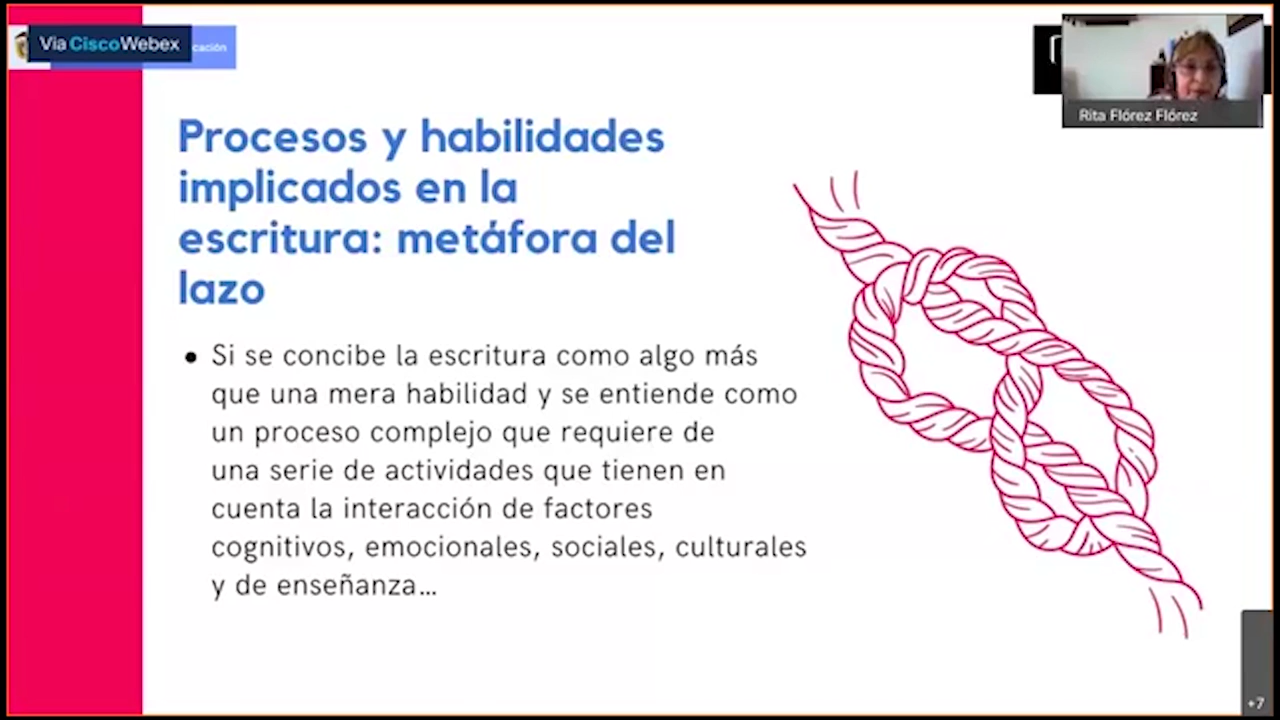 Via CiscoWebex
cación
Rita Flórez Flórez
Procesos y habilidades
implicados en la
escritura: metáfora del
lazo
• Si se concibe la escritura como algo más
que una mera habilidad y se entiende como
un proceso complejo que requiere de
una serie de actividades que tienen en
cuenta la interacción de factores
cognitivos, emocionales, sociales, culturales
y de enseñanza...
+7